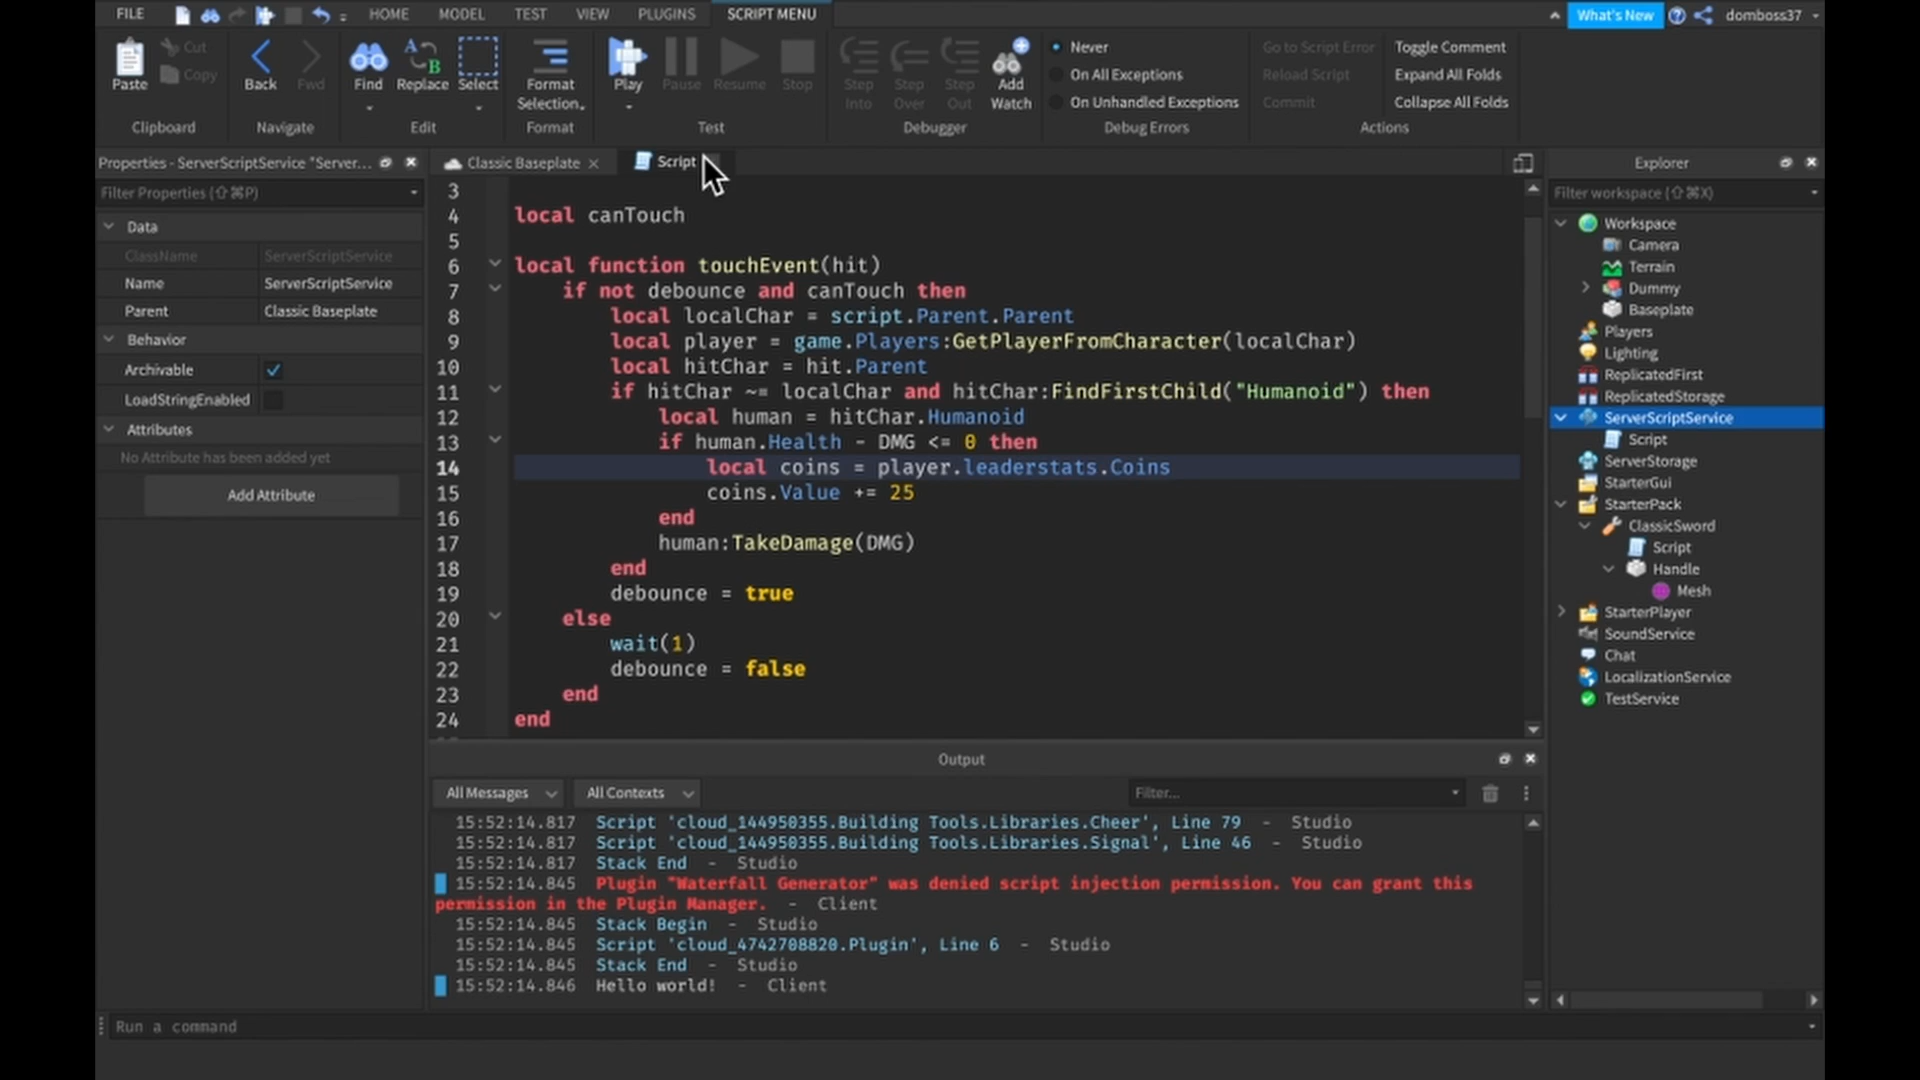 FILE HOME MODEL TEST VIEW PLUGINS SCRIPT MENU What's New domboss37
Paste Cut Copy Back Fwd Find Replace Select Format Selection Play Pause Resume Stop Step Into Step Over Step Out Add Watch Never On All Exceptions On Unhandled Exceptions Go to Script Error Reload Script Commit Toggle Comment Expand All Folds Collapse All Folds
Clipboard Navigate Edit Format Test Debugger Debug Errors Actions
Properties - ServerScriptService "Server...
Filter Properties (⇧⌘P)
Data
ClassName ServerScriptService
Name ServerScriptService
Parent Classic Baseplate
Behavior
Archivable
LoadStringEnabled
Attributes
No Attribute has been added yet
Add Attribute
Classic Baseplate Script
3
4 local canTouch
5
6 local function touchEvent(hit)
7 if not debounce and canTouch then
8 local localChar = script.Parent.Parent
9 local player = game.Players:GetPlayerFromCharacter(localChar)
10 local hitChar = hit.Parent
11 if hitChar ~= localChar and hitChar:FindFirstChild("Humanoid") then
12 local human = hitChar.Humanoid
13 if human.Health - DMG <= 0 then
14 local coins = player.leaderstats.Coins
15 coins.Value += 25
16 end
17 human:TakeDamage(DMG)
18 end
19 debounce = true
20 else
21 wait(1)
22 debounce = false
23 end
24 end
Output
All Messages All Contexts Filter...
15:52:14.817 Script 'cloud_144950355.Building Tools.Libraries.Cheer', Line 79 - Studio
15:52:14.817 Script 'cloud_144950355.Building Tools.Libraries.Signal', Line 46 - Studio
15:52:14.817 Stack End - Studio
15:52:14.845 Plugin "Waterfall Generator" was denied script injection permission. You can grant this
permission in the Plugin Manager. - Client
15:52:14.845 Stack Begin - Studio
15:52:14.845 Script 'cloud_4742708820.Plugin', Line 6 - Studio
15:52:14.845 Stack End - Studio
15:52:14.846 Hello world! - Client
Explorer
Filter workspace (⇧⌘X)
Workspace
Camera
Terrain
Dummy
Baseplate
Players
Lighting
ReplicatedFirst
ReplicatedStorage
ServerScriptService
Script
ServerStorage
StarterGui
StarterPack
ClassicSword
Script
Handle
Mesh
StarterPlayer
SoundService
Chat
LocalizationService
TestService
Run a command